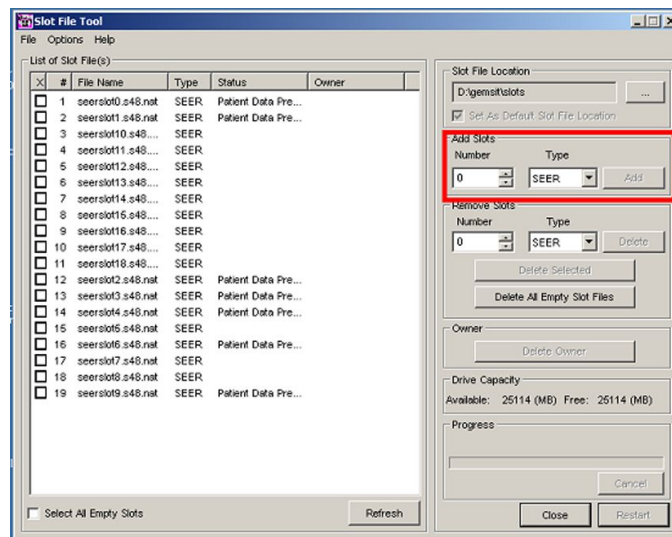 Slot File Tool
File Options Help
List of Slot File(s)
X # File Name Type Status Owner
1 seerslot0.s48.nat SEER Patient Data Pre...
2 seerslot1.s48.nat SEER Patient Data Pre...
3 seerslot10.s48.... SEER
4 seerslot11.s48.... SEER
5 seerslot12.s48.... SEER
6 seerslot13.s48.... SEER
7 seerslot14.s48.... SEER
8 seerslot15.s48.... SEER
9 seerslot16.s48.... SEER
10 seerslot17.s48.... SEER
11 seerslot18.s48.... SEER
12 seerslot2.s48.nat SEER Patient Data Pre...
13 seerslot3.s48.nat SEER Patient Data Pre...
14 seerslot4.s48.nat SEER Patient Data Pre...
15 seerslot5.s48.nat SEER
16 seerslot6.s48.nat SEER Patient Data Pre...
17 seerslot7.s48.nat SEER
18 seerslot8.s48.nat SEER
19 seerslot9.s48.nat SEER Patient Data Pre...
Select All Empty Slots Refresh
Slot File Location
D:\gemsit\slots ...
Set As Default Slot File Location
Add Slots
Number Type
0 SEER Add
Remove Slots
Number Type
0 SEER Delete
Delete Selected
Delete All Empty Slot Files
Owner
Delete Owner
Drive Capacity
Available: 25114 (MB) Free: 25114 (MB)
Progress
Cancel
Close Restart